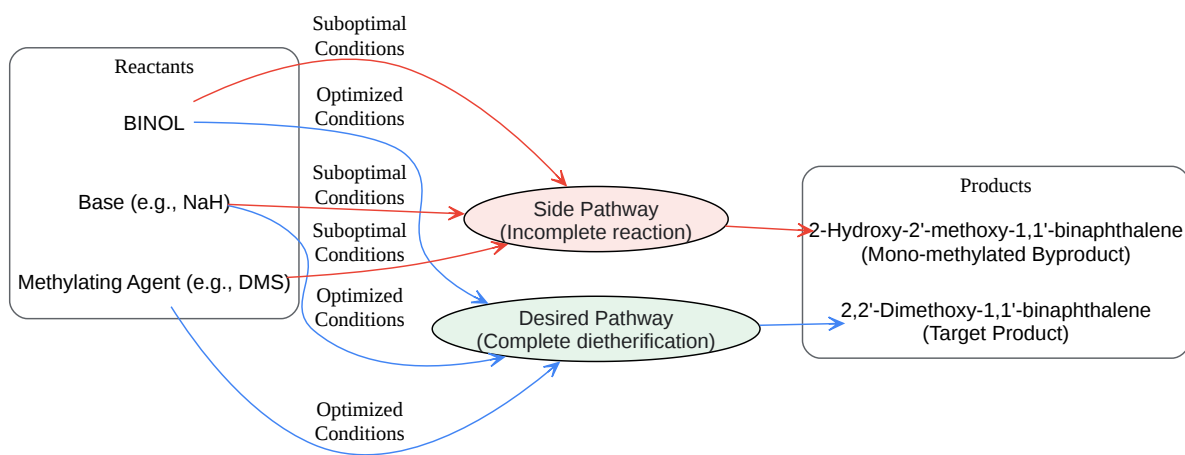 Suboptimal
Conditions
Reactants
BINOL
Optimized
Conditions
Suboptimal
Conditions
Base (e.g., NaH)
Suboptimal
Conditions
Methylating Agent (e.g., DMS)
Optimized
Conditions
Optimized
Conditions
Side Pathway
(Incomplete reaction)
Desired Pathway
(Complete dietherification)
Products
2-Hydroxy-2'-methoxy-1,1'-binaphthalene
(Mono-methylated Byproduct)
2,2'-Dimethoxy-1,1'-binaphthalene
(Target Product)